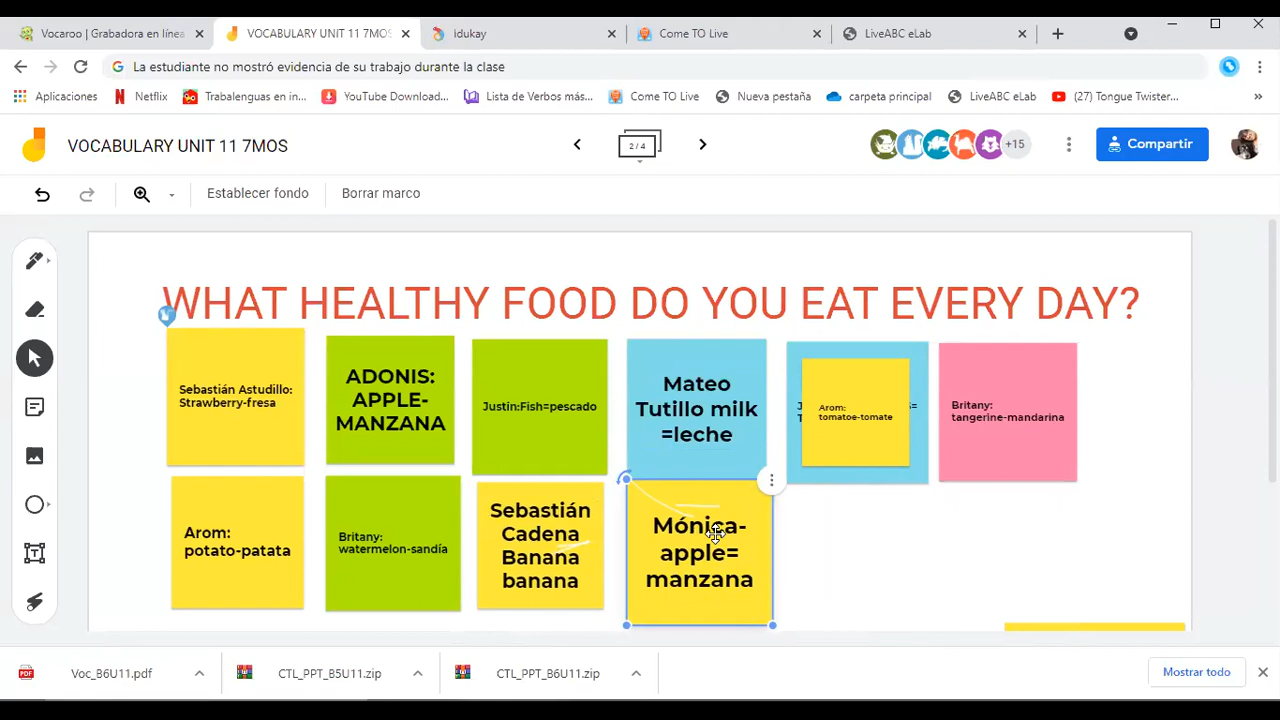 Vocaroo | Grabadora en línea
VOCABULARY UNIT 11 7MOS
idukay
Come TO Live
LiveABC eLab
La estudiante no mostró evidencia de su trabajo durante la clase
Aplicaciones
Netflix
Trabalenguas en in...
YouTube Download...
Lista de Verbos más...
Come TO Live
Nueva pestaña
carpeta principal
LiveABC eLab
(27) Tongue Twister...
VOCABULARY UNIT 11 7MOS
2 / 4
+15
Compartir
Establecer fondo
Borrar marco
WHAT HEALTHY FOOD DO YOU EAT EVERY DAY?
Sebastián Astudillo:
Strawberry-fresa
ADONIS:
APPLE-
MANZANA
Justin:Fish=pescado
Mateo
Tutillo milk
=leche
Arom:
tomatoe-tomate
Britany:
tangerine-mandarina
Arom:
potato-patata
Britany:
watermelon-sandía
Sebastián
Cadena
Banana
banana
Mónica-
apple=
manzana
Voc_B6U11.pdf
CTL_PPT_B5U11.zip
CTL_PPT_B6U11.zip
Mostrar todo